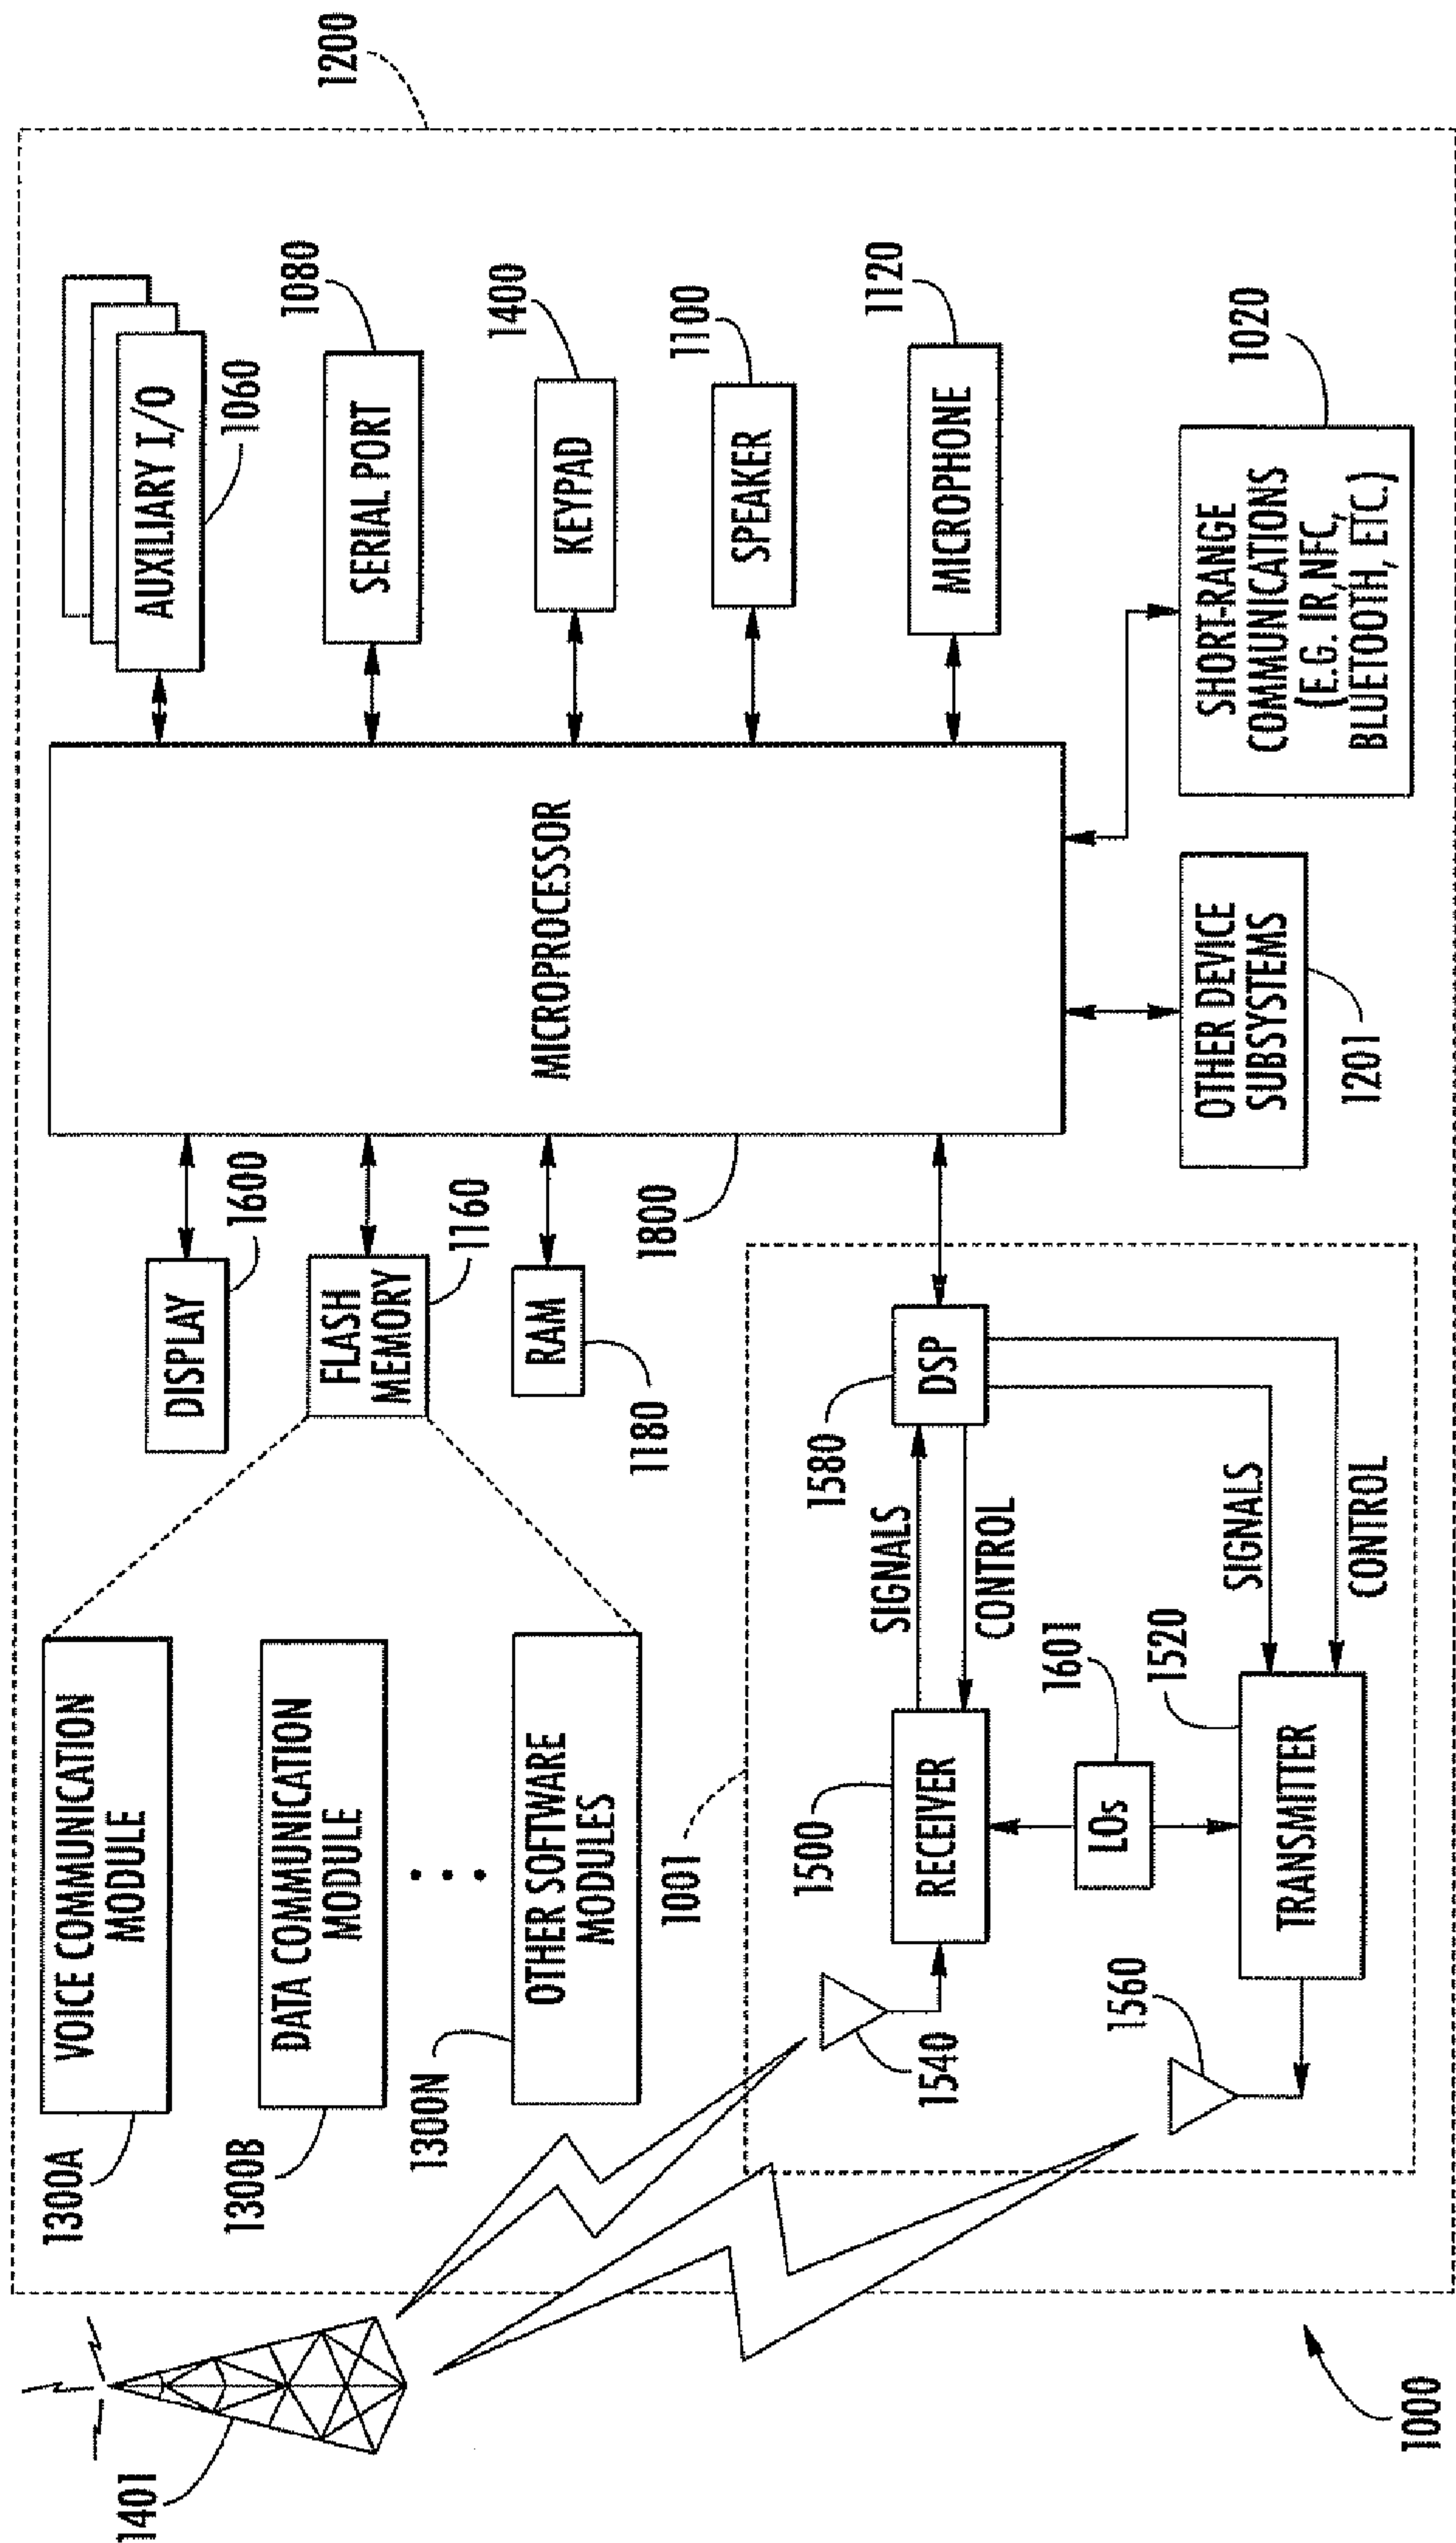 1200
AUXILIARY I/O
1060
SERIAL PORT
1080
KEYPAD
1400
SPEAKER
1100
MICROPHONE
1120
SHORT-RANGE
COMMUNICATIONS
(E.G. IR, NFC,
BLUETOOTH, ETC.)
1020
MICROPROCESSOR
1800
OTHER DEVICE
SUBSYSTEMS
1201
DISPLAY
1600
FLASH
MEMORY
1160
RAM
1180
VOICE COMMUNICATION
MODULE
1300A
DATA COMMUNICATION
MODULE
1300B
OTHER SOFTWARE
MODULES
1300N
1001
DSP
1580
SIGNALS
CONTROL
SIGNALS
CONTROL
RECEIVER
1500
LOs
1601
TRANSMITTER
1520
1540
1560
1401
1000